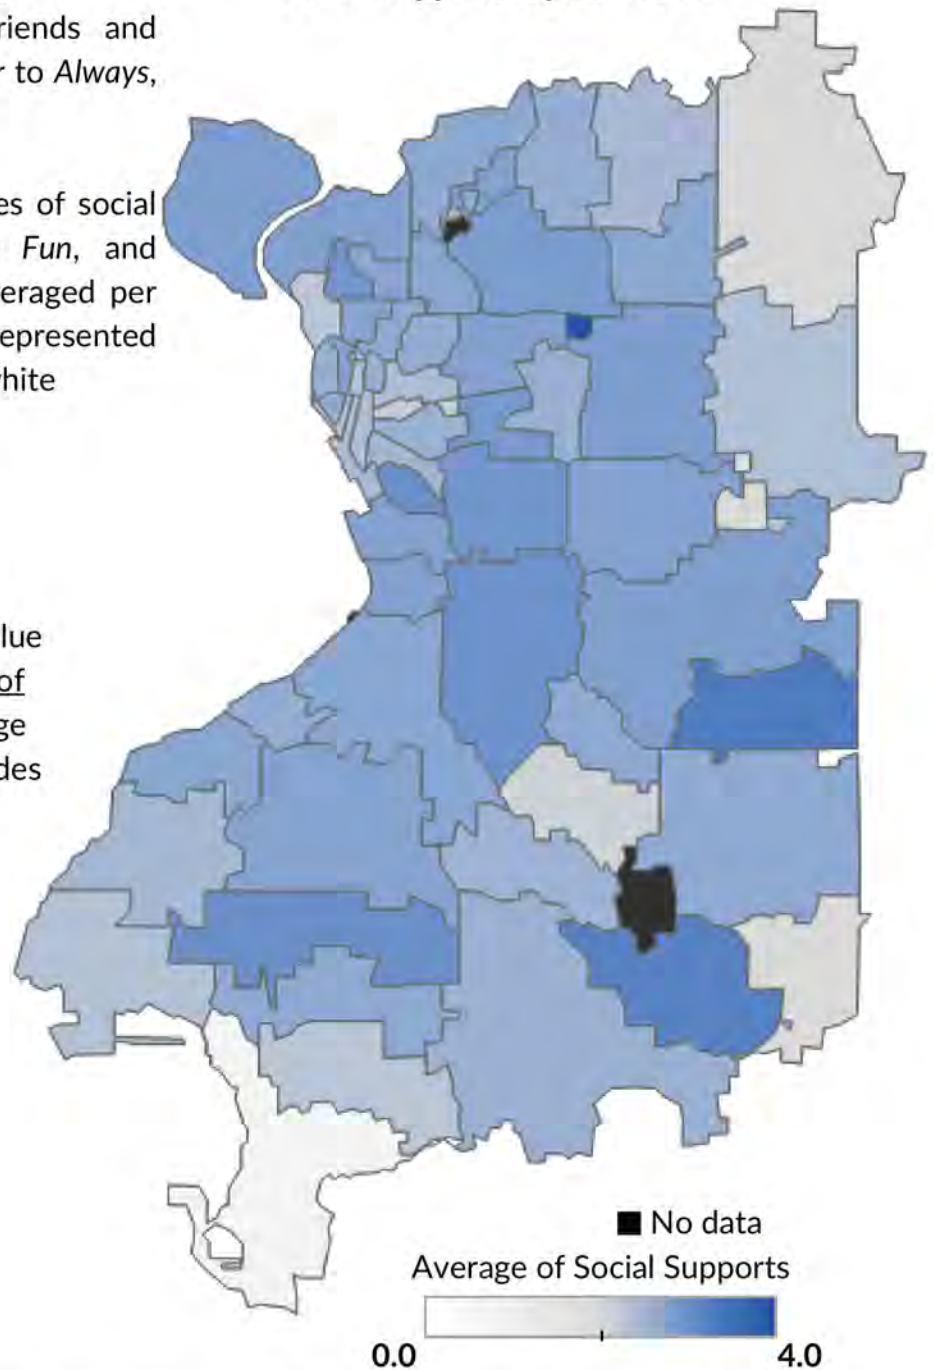 riends and
r to Always,
es of social
Fun, and
eraged per
epresented
hite
lue
of
ge
des
No data
Average of Social Supports
0.0
4.0